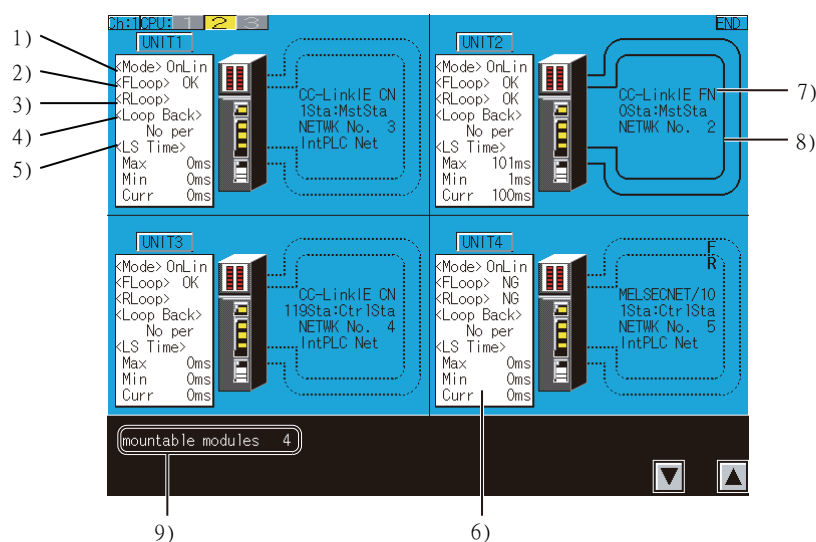 Ch:1 CPU: 1 2 3 END
1)
2)
3)
4)
5)
UNIT1
<Mode> OnLin
<FLoop> OK
<RLoop>
<Loop Back>
No per
<LS Time>
Max 0ms
Min 0ms
Curr 0ms
CC-LinkIE CN
1Sta:MstSta
NETWK No. 3
IntPLC Net
UNIT2
<Mode> OnLin
<FLoop> OK
<RLoop> OK
<Loop Back>
No per
<LS Time>
Max 101ms
Min 1ms
Curr 100ms
CC-LinkIE FN
0Sta:MstSta
NETWK No. 2
7)
8)
UNIT3
<Mode> OnLin
<FLoop> OK
<RLoop>
<Loop Back>
No per
<LS Time>
Max 0ms
Min 0ms
Curr 0ms
CC-LinkIE CN
119Sta:CtrlSta
NETWK No. 4
IntPLC Net
UNIT4
<Mode> OnLin
<FLoop> NG
<RLoop> NG
<Loop Back>
No per
<LS Time>
Max 0ms
Min 0ms
Curr 0ms
F
R
MELSECNET/10
1Sta:CtrlSta
NETWK No. 5
IntPLC Net
mountable modules 4
▼ ▲
9)
6)